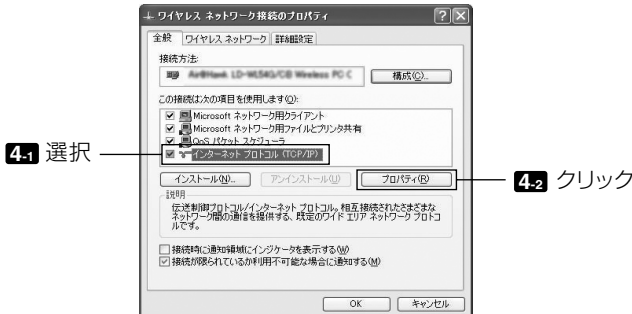 ワイヤレス ネットワーク接続のプロパティ
全般 ワイヤレス ネットワーク 詳細設定
接続方法:
構成(C)...
この接続は次の項目を使用します(O):
Microsoft ネットワーク用クライアント
Microsoft ネットワーク用ファイルとプリンタ共有
QoS パケット スケジューラ
インターネット プロトコル (TCP/IP)
4-1 選択
インストール(N)... アンインストール(U) プロパティ(R)
4-2 クリック
説明
伝送制御プロトコル/インターネット プロトコル。相互接続されたさまざまな
ネットワーク間の通信を提供する、既定のワイド エリア ネットワーク プロトコ
ルです。
接続時に通知領域にインジケータを表示する(W)
接続が限られているか利用不可能な場合に通知する(M)
OK キャンセル